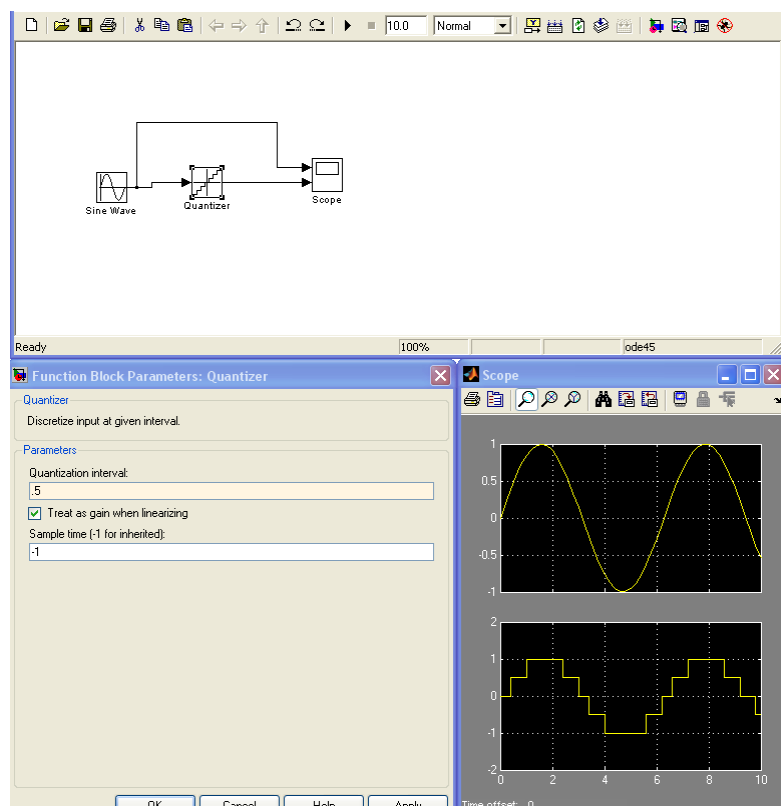 10.0 Normal
Sine Wave
Quantizer
Scope
Ready 100% ode45
Function Block Parameters: Quantizer
Quantizer
Discretize input at given interval.
Parameters
Quantization interval:
.5
Treat as gain when linearizing
Sample time (-1 for inherited):
-1
OK Cancel Help Apply
Scope
1
0.5
0
-0.5
-1
2
1
0
-1
-2
0 2 4 6 8 10
Time offset: 0